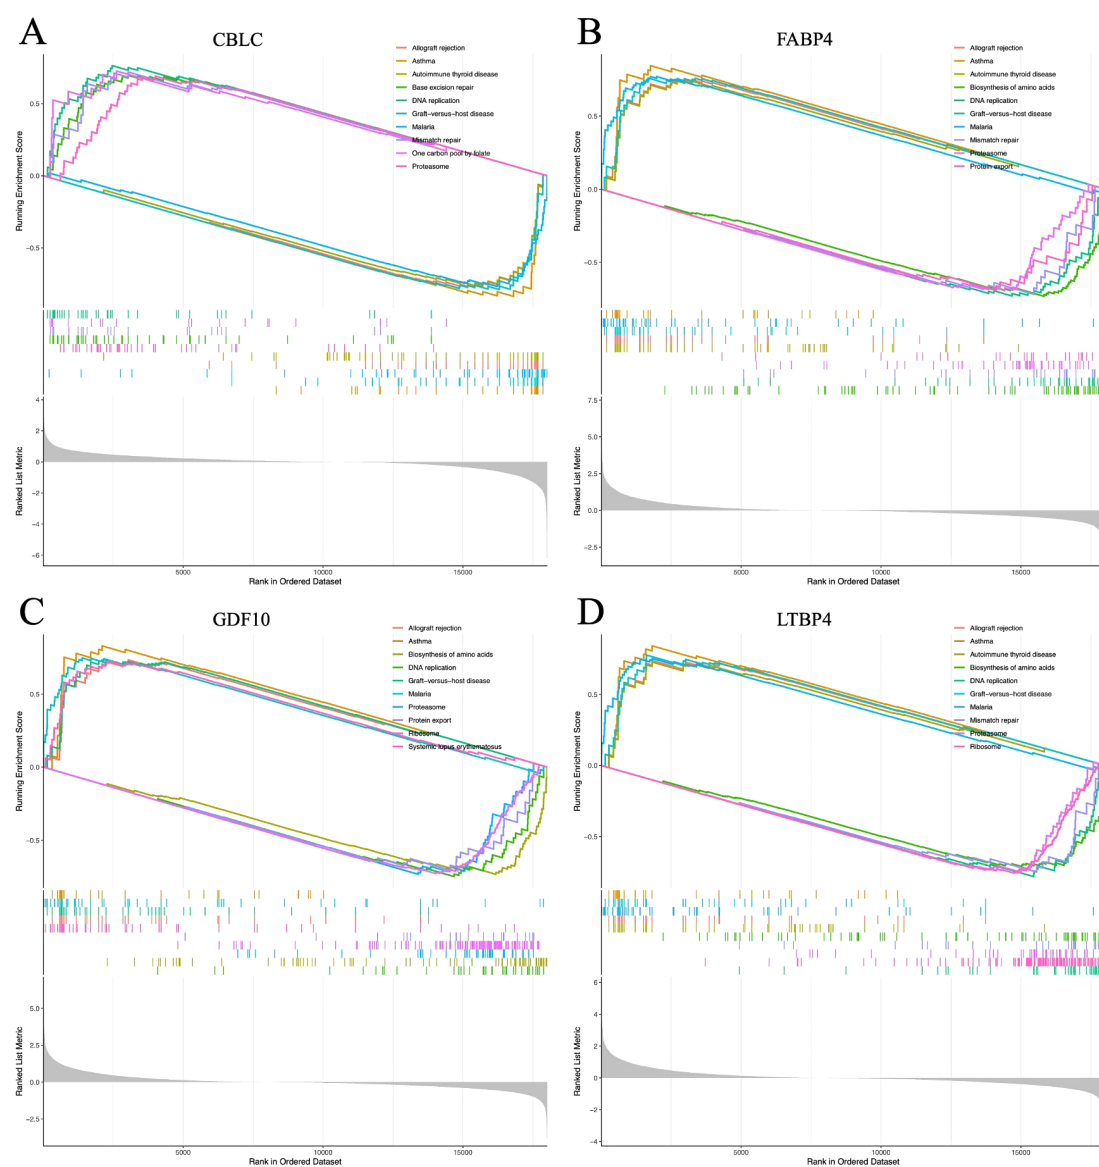 A
CBLC
Allograft rejection
Asthma
Autoimmune thyroid disease
Base excision repair
DNA replication
Graft−versus−host disease
Malaria
Mismatch repair
One carbon pool by folate
Proteasome
Running Enrichment Score
0.5
0.0
−0.5
Ranked List Metric
4
2
0
−2
−4
−6
5000
10000
15000
Rank in Ordered Dataset
B
FABP4
Allograft rejection
Asthma
Autoimmune thyroid disease
Biosynthesis of amino acids
DNA replication
Graft−versus−host disease
Malaria
Mismatch repair
Proteasome
Protein export
Running Enrichment Score
0.5
0.0
−0.5
Ranked List Metric
7.5
5.0
2.5
0.0
−2.5
5000
10000
15000
Rank in Ordered Dataset
C
GDF10
Allograft rejection
Asthma
Biosynthesis of amino acids
DNA replication
Graft−versus−host disease
Malaria
Proteasome
Protein export
Ribosome
Systemic lupus erythematosus
Running Enrichment Score
0.5
0.0
−0.5
Ranked List Metric
5.0
2.5
0.0
−2.5
5000
10000
15000
Rank in Ordered Dataset
D
LTBP4
Allograft rejection
Asthma
Autoimmune thyroid disease
Biosynthesis of amino acids
DNA replication
Graft−versus−host disease
Malaria
Mismatch repair
Proteasome
Ribosome
Running Enrichment Score
0.5
0.0
−0.5
Ranked List Metric
6
4
2
0
−2
−4
5000
10000
15000
Rank in Ordered Dataset